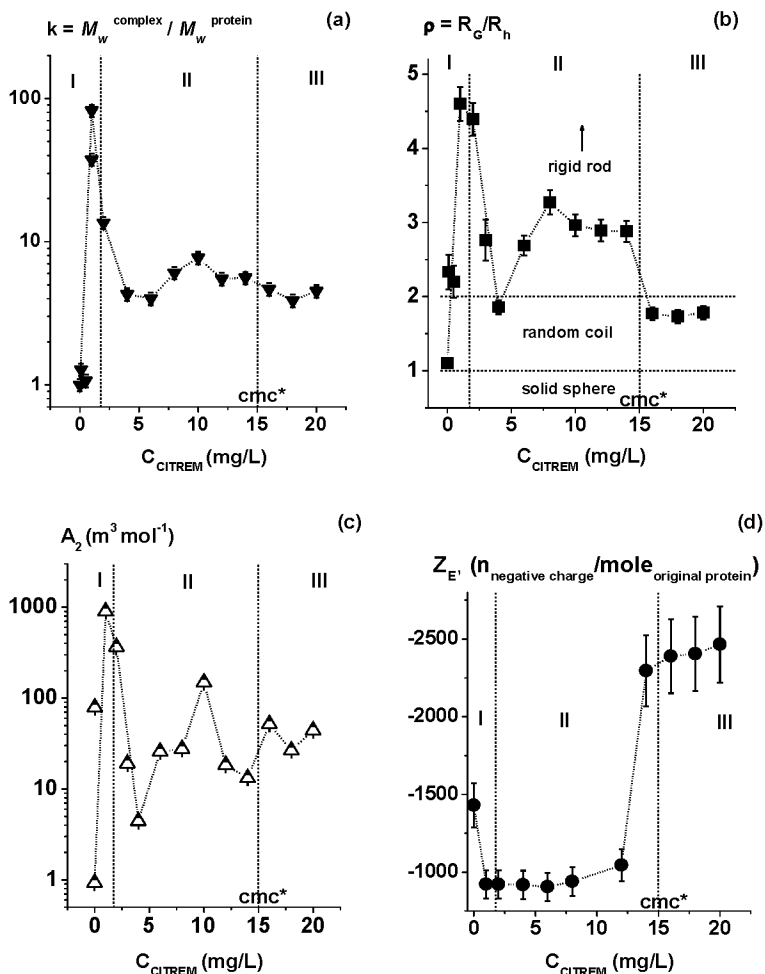 k = M_w^complex / M_w^protein (a)
I II III
100
10
1
cmc*
0 5 10 15 20
C_CITREM (mg/L)
ρ = R_G/R_h (b)
I II III
5
4
rigid rod
3
2
random coil
1
solid sphere
cmc*
0 5 10 15 20
C_CITREM (mg/L)
A_2 (m^3 mol^-1) (c)
I II III
1000
100
10
1
cmc*
0 5 10 15 20
C_CITREM (mg/L)
(d)
Z_E, (n_negative charge/mole_original protein)
-2500
-2000
I II III
-1500
-1000
cmc*
0 5 10 15 20
C_CITREM (mg/L)